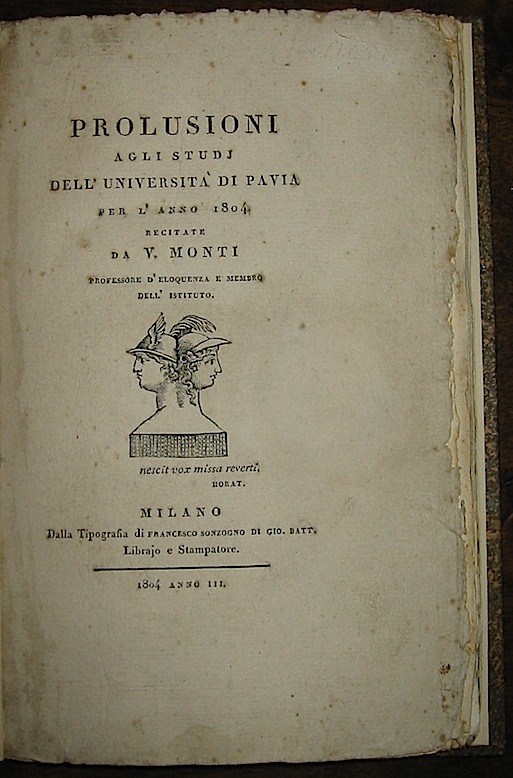 PROLUSIONI
AGLI STUDJ
DELL' UNIVERSITÀ DI PAVIA
PER L' ANNO 1804,
RECITATE
DA V. MONTI
PROFESSORE D' ELOQUENZA E MEMBRO
DELL' ISTITUTO.
nescit vox missa reverti.
HORAT.
MILANO
Dalla Tipografia di FRANCESCO SONZOGNO DI GIO. BATT.
Librajo e Stampatore.
1804 ANNO III.